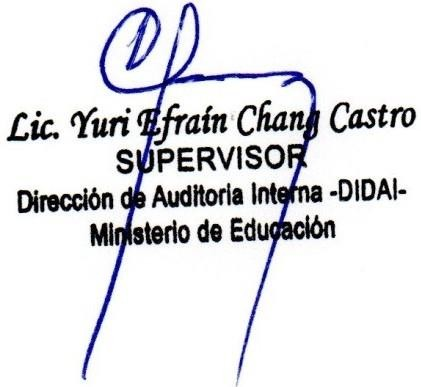 Lic. Yuri Efraín Chang Castro
SUPERVISOR
Dirección de Auditoria Interna -DIDAI-
Ministerio de Educación